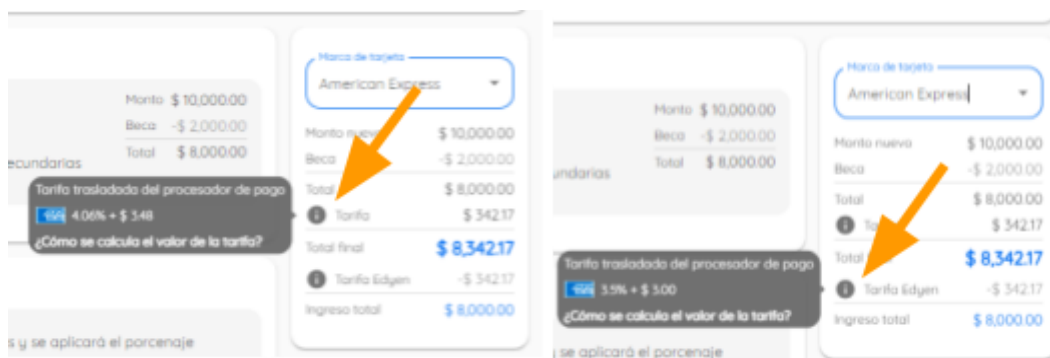 Marca de tarjeta
American Express
Monto $ 10,000.00
Beca -$ 2,000.00
Total $ 8,000.00
ecundarias
Monto nuevo $ 10,000.00
Beca -$ 2,000.00
Total $ 8,000.00
Tarifa $ 342.17
Total final $ 8,342.17
Tarifa Edyen -$ 342.17
Ingreso total $ 8,000.00
Tarifa trasladada del procesador de pago
4.06% + $ 3.48
¿Cómo se calcula el valor de la tarifa?
s y se aplicará el porcenaje
Marca de tarjeta
American Express
Monto $ 10,000.00
Beca -$ 2,000.00
Total $ 8,000.00
undarias
Monto nuevo $ 10,000.00
Beca -$ 2,000.00
Total $ 8,000.00
$ 342.17
Total $ 8,342.17
Tarifa Edyen -$ 342.17
Ingreso total $ 8,000.00
Tarifa trasladada del procesador de pago
3.5% + $ 3.00
¿Cómo se calcula el valor de la tarifa?
se aplicará el porcenaje